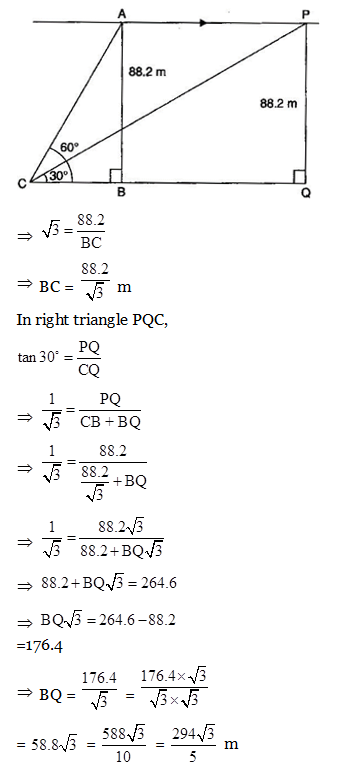 A P
88.2 m
88.2 m
60°
C 30°
B Q
⇒ √3 = 88.2/BC
⇒ BC = 88.2/√3 m
In right triangle PQC,
tan 30° = PQ/CQ
⇒ 1/√3 = PQ/(CB + BQ)
⇒ 1/√3 = 88.2/(88.2/√3 + BQ)
⇒ 1/√3 = 88.2√3/(88.2 + BQ√3)
⇒ 88.2 + BQ√3 = 264.6
⇒ BQ√3 = 264.6 – 88.2
=176.4
⇒ BQ = 176.4/√3 = (176.4×√3)/(√3×√3)
= 58.8√3 = 588√3/10 = 294√3/5 m